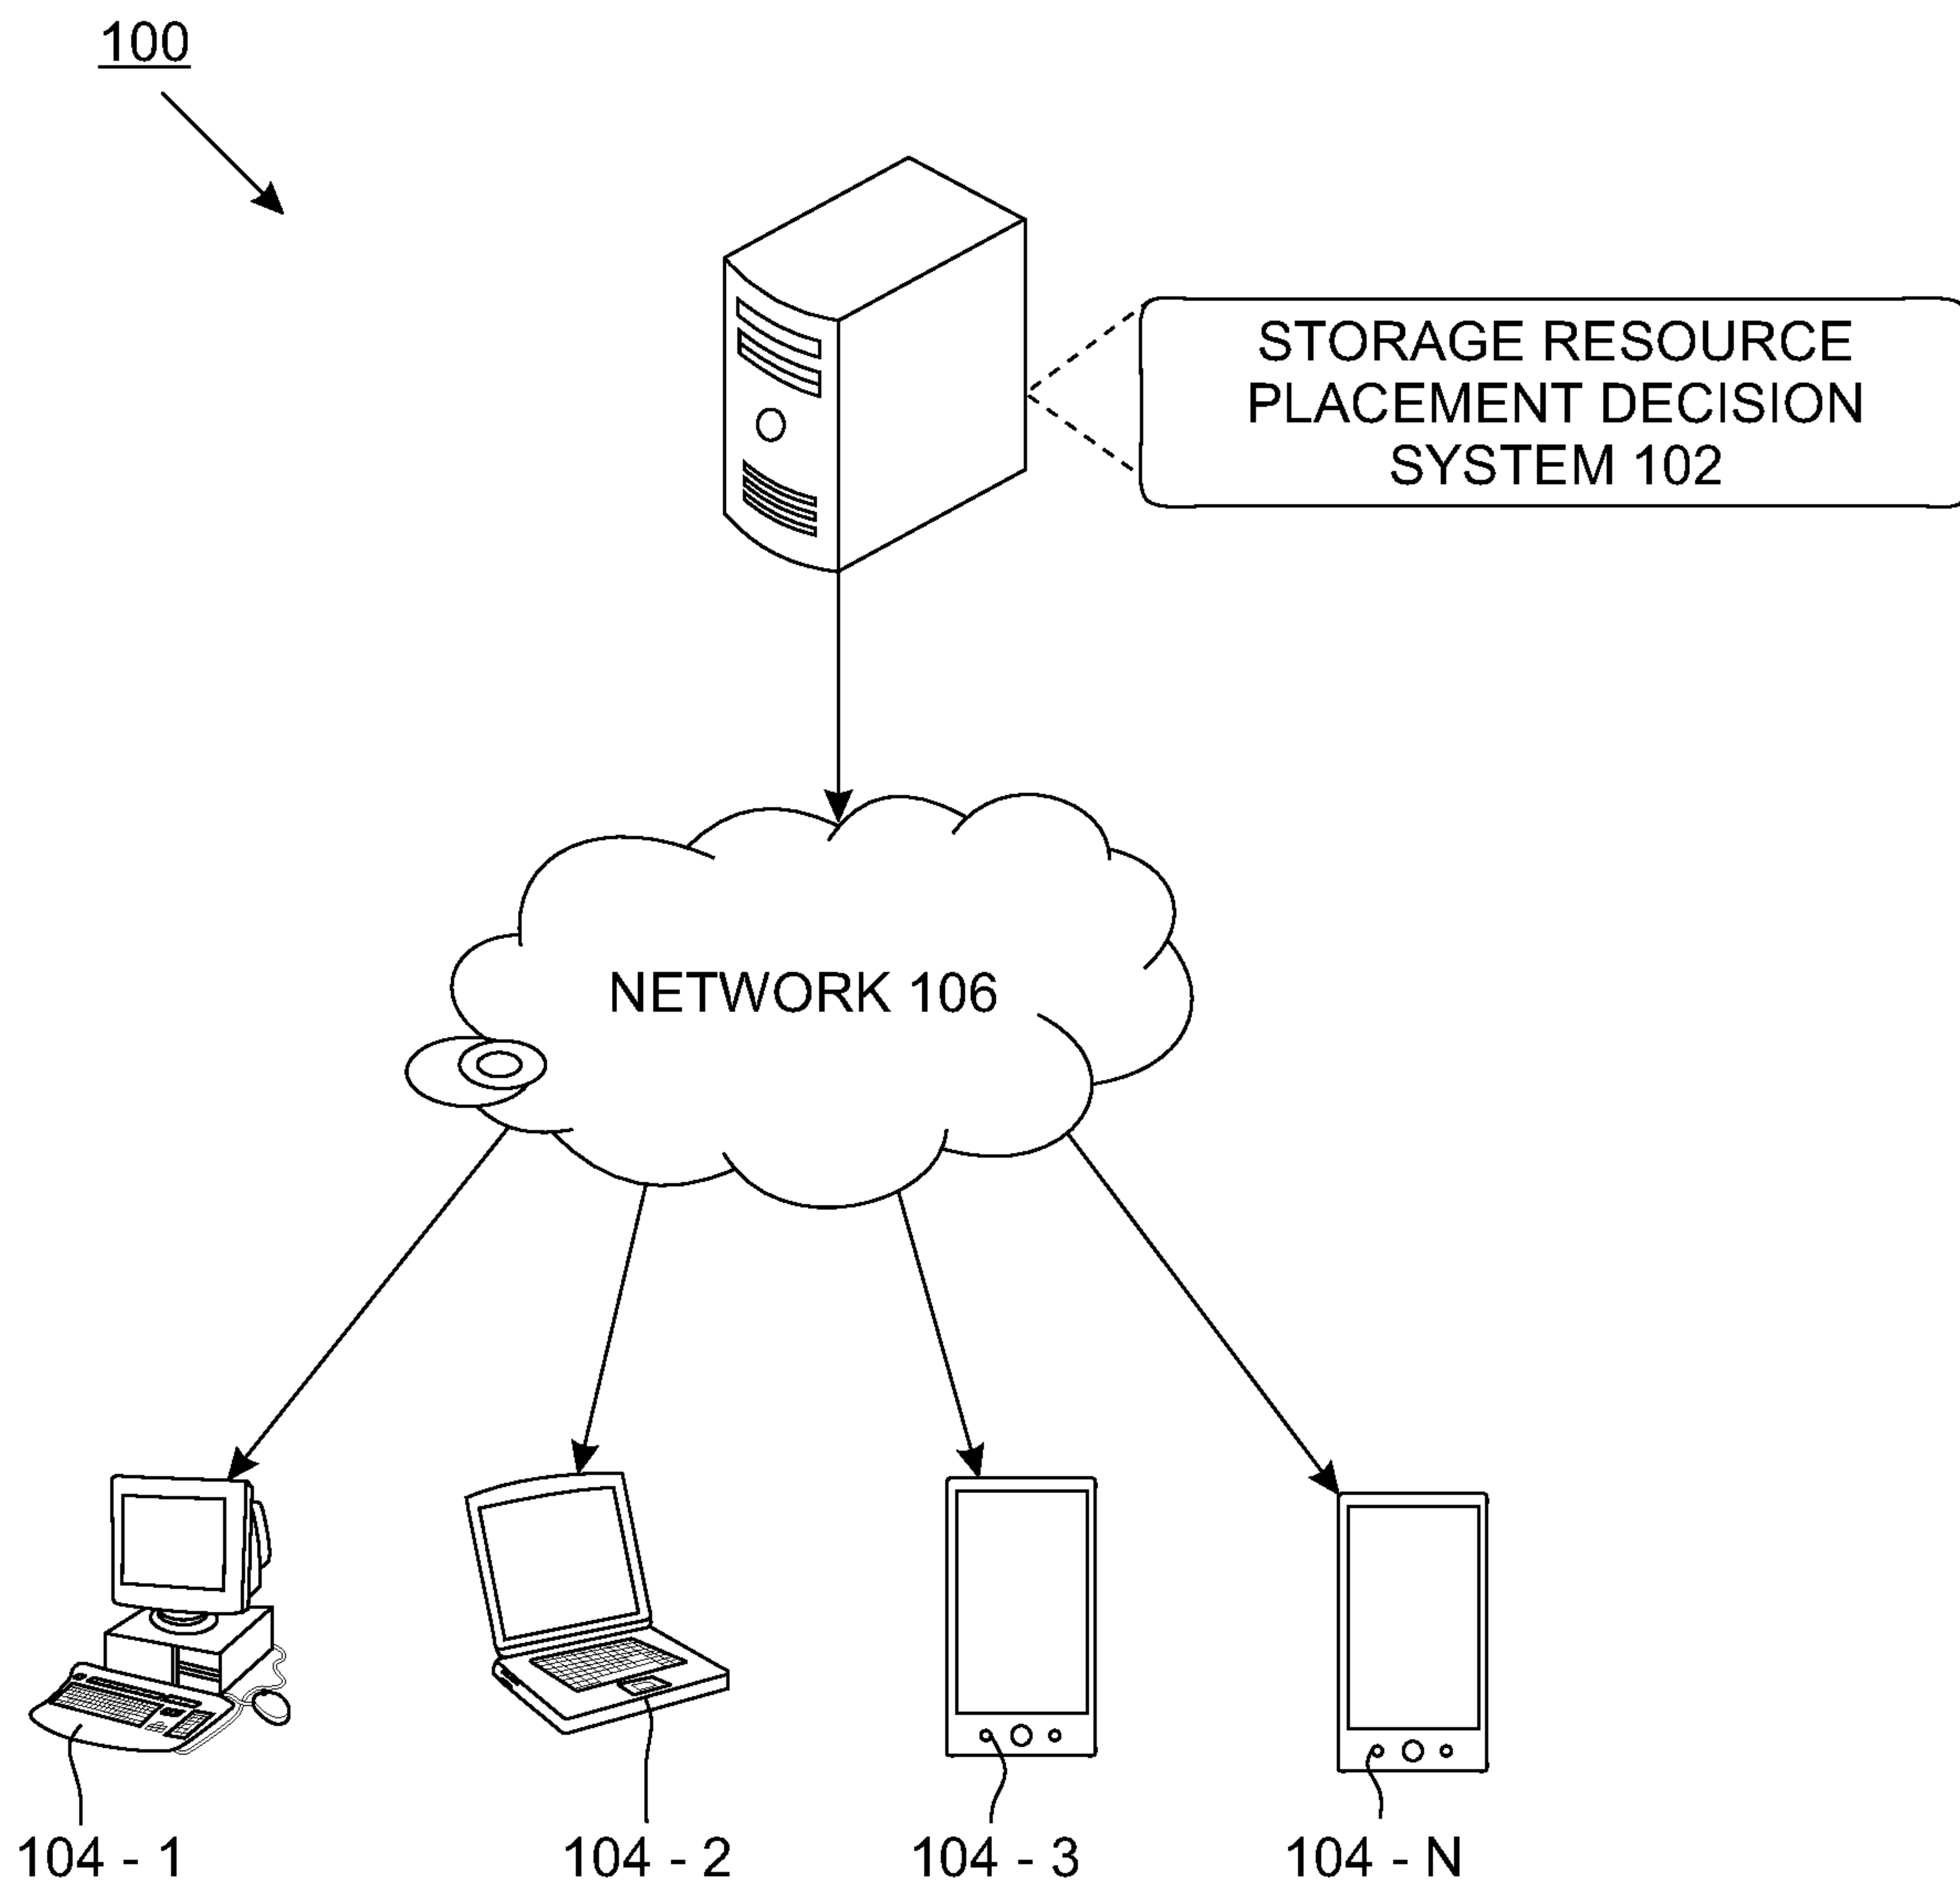 100
STORAGE RESOURCE
PLACEMENT DECISION
SYSTEM 102
NETWORK 106
104 - 1
104 - 2
104 - 3
104 - N